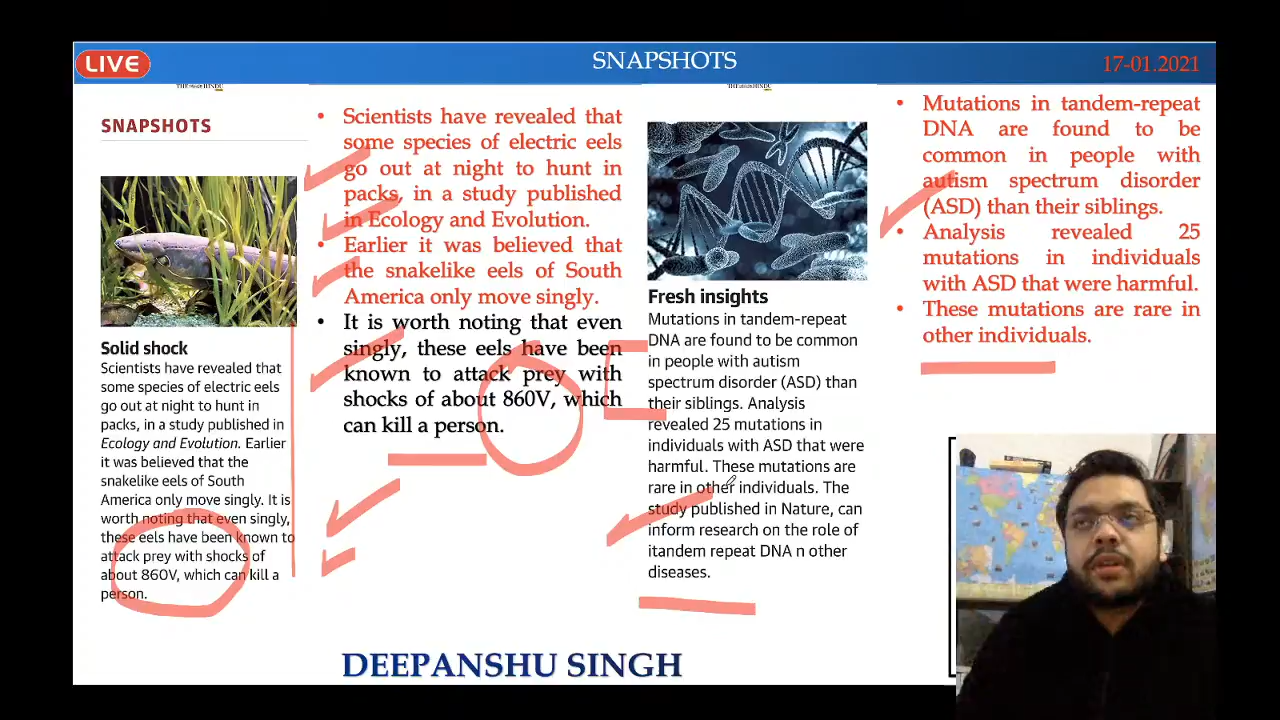 LIVE
SNAPSHOTS
17-01.2021
SNAPSHOTS
Solid shock
Scientists have revealed that
some species of electric eels
go out at night to hunt in
packs, in a study published in
Ecology and Evolution. Earlier
it was believed that the
snakelike eels of South
America only move singly. It is
worth noting that even singly,
these eels have been known to
attack prey with shocks of
about 860V, which can kill a
person.
• Scientists have revealed that
some species of electric eels
go out at night to hunt in
packs, in a study published
in Ecology and Evolution.
• Earlier it was believed that
the snakelike eels of South
America only move singly.
• It is worth noting that even
singly, these eels have been
known to attack prey with
shocks of about 860V, which
can kill a person.
Fresh insights
Mutations in tandem-repeat
DNA are found to be common
in people with autism
spectrum disorder (ASD) than
their siblings. Analysis
revealed 25 mutations in
individuals with ASD that were
harmful. These mutations are
rare in other individuals. The
study published in Nature, can
inform research on the role of
itandem repeat DNA n other
diseases.
• Mutations in tandem-repeat
DNA are found to be
common in people with
autism spectrum disorder
(ASD) than their siblings.
• Analysis revealed 25
mutations in individuals
with ASD that were harmful.
• These mutations are rare in
other individuals.
DEEPANSHU SINGH